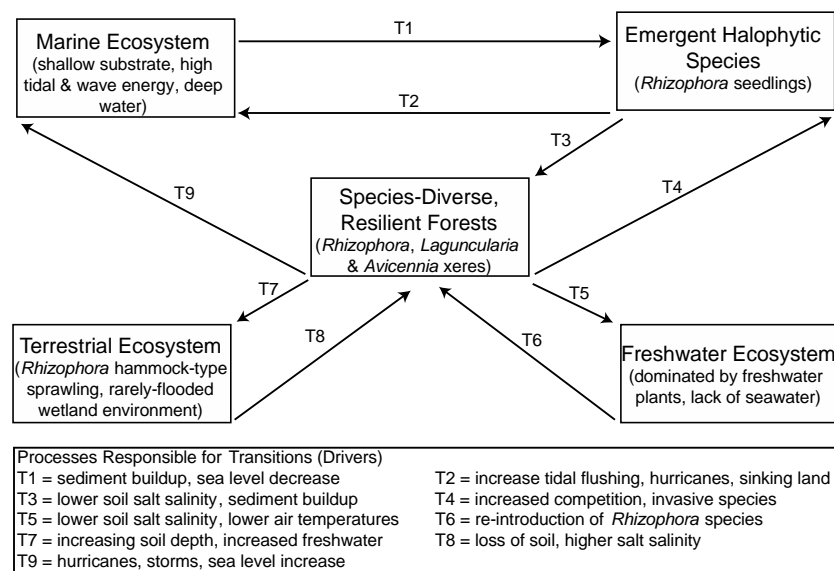 Marine Ecosystem
(shallow substrate, high
tidal & wave energy, deep
water)
T1
Emergent Halophytic
Species
(Rhizophora seedlings)
T2
T3
T9
Species-Diverse,
Resilient Forests
(Rhizophora, Laguncularia
& Avicennia xeres)
T4
T7
T5
Terrestrial Ecosystem
(Rhizophora hammock-type
sprawling, rarely-flooded
wetland environment)
T8
T6
Freshwater Ecosystem
(dominated by freshwater
plants, lack of seawater)
Processes Responsible for Transitions (Drivers)
T1 = sediment buildup, sea level decrease
T2 = increase tidal flushing, hurricanes, sinking land
T3 = lower soil salt salinity, sediment buildup
T4 = increased competition, invasive species
T5 = lower soil salt salinity, lower air temperatures
T6 = re-introduction of Rhizophora species
T7 = increasing soil depth, increased freshwater
T8 = loss of soil, higher salt salinity
T9 = hurricanes, storms, sea level increase